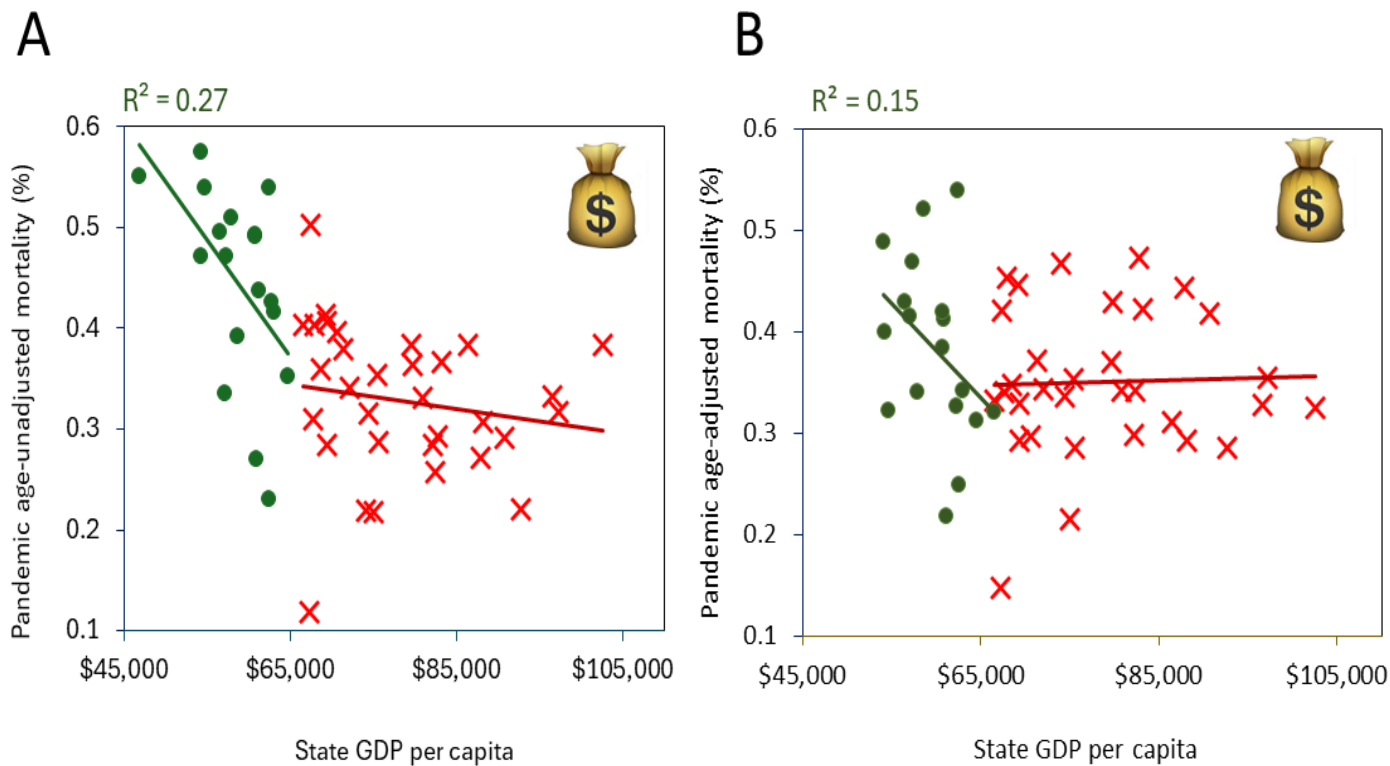 A
R² = 0.27
Pandemic age-unadjusted mortality (%)
0.6
0.5
0.4
0.3
0.2
0.1
$
$45,000
$65,000
$85,000
$105,000
State GDP per capita
B
R² = 0.15
Pandemic age-adjusted mortality (%)
0.6
0.5
0.4
0.3
0.2
0.1
$
$45,000
$65,000
$85,000
$105,000
State GDP per capita